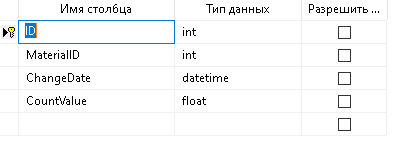 Имя столбца Тип данных Разрешить ...
ID int
MaterialID int
ChangeDate datetime
CountValue float